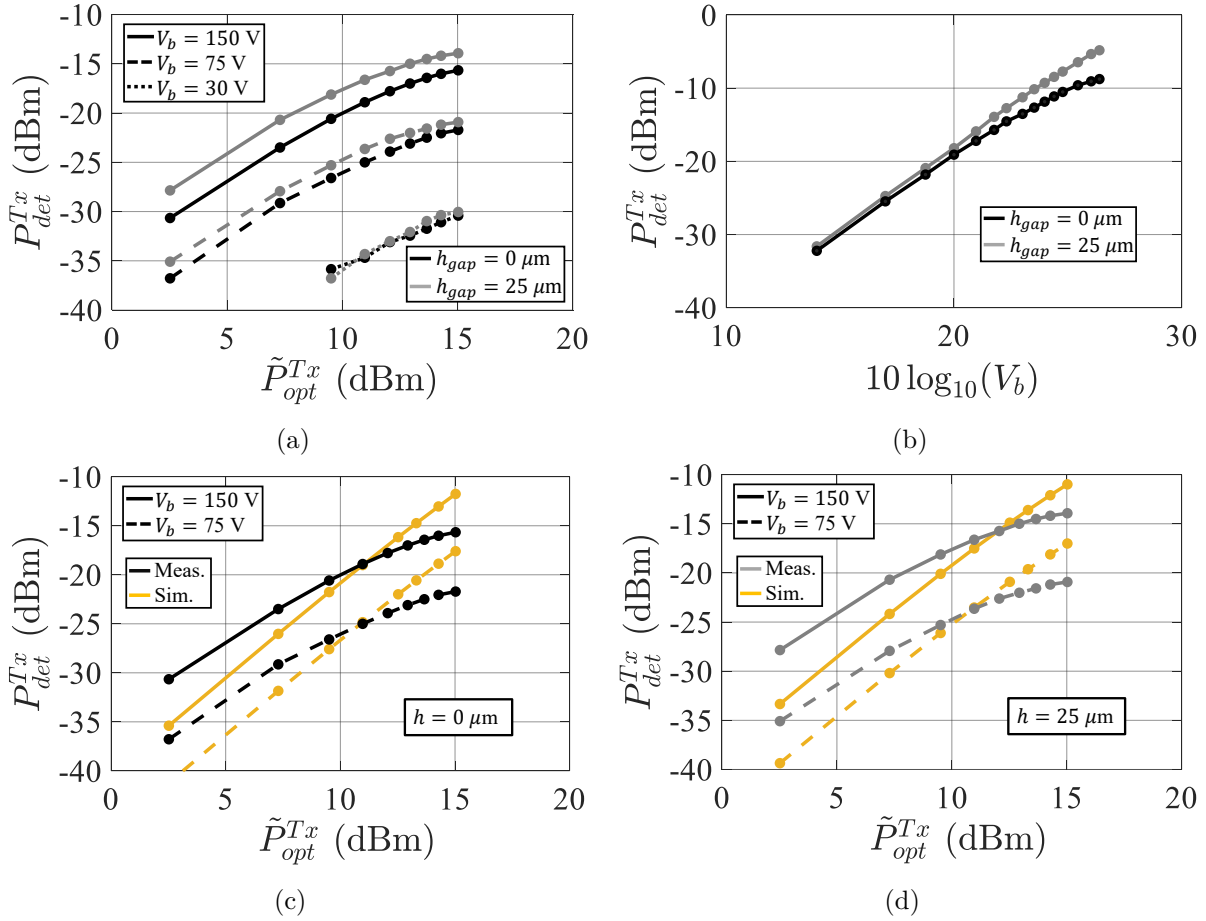 -10
-15
-20
-25
-30
-35
-40
0
5
10
15
20
V_b = 150 V
V_b = 75 V
V_b = 30 V
h_gap = 0 μm
h_gap = 25 μm
P_det^Tx (dBm)
P̃_opt^Tx (dBm)
(a)
0
-10
-20
-30
-40
10
20
30
h_gap = 0 μm
h_gap = 25 μm
P_det^Tx (dBm)
10 log₁₀(V_b)
(b)
-10
-15
-20
-25
-30
-35
-40
0
5
10
15
20
V_b = 150 V
V_b = 75 V
Meas.
Sim.
h = 0 μm
P_det^Tx (dBm)
P̃_opt^Tx (dBm)
(c)
-10
-15
-20
-25
-30
-35
-40
0
5
10
15
20
V_b = 150 V
V_b = 75 V
Meas.
Sim.
h = 25 μm
P_det^Tx (dBm)
P̃_opt^Tx (dBm)
(d)